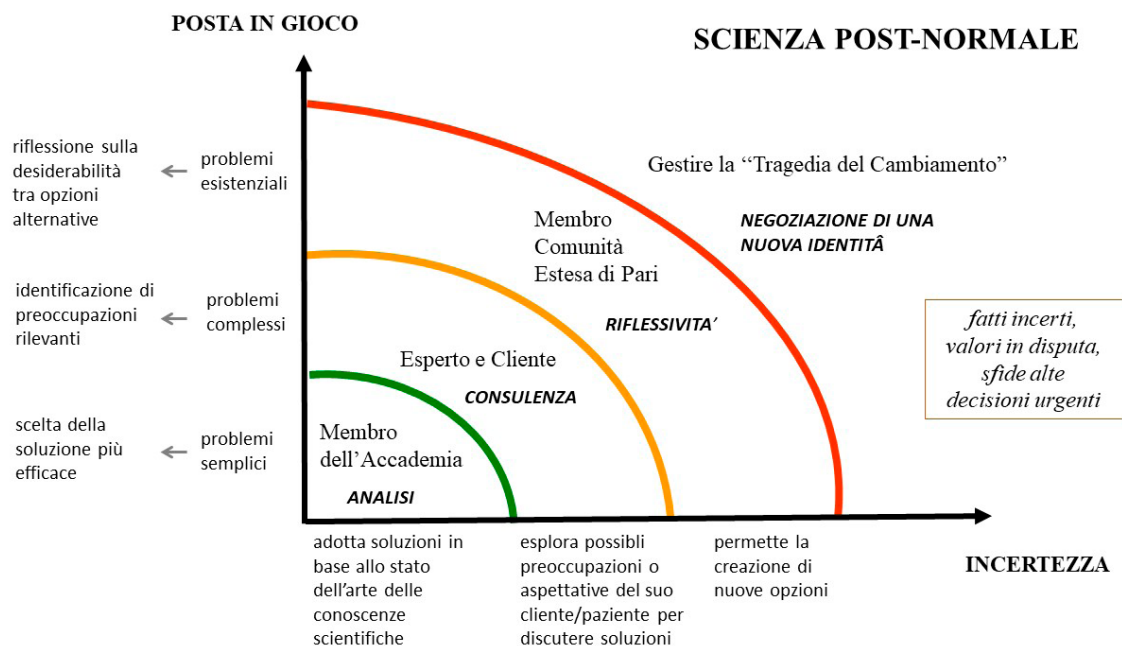 POSTA IN GIOCO
SCIENZA POST-NORMALE
riflessione sulla
desiderabilità
tra opzioni
alternative
problemi
esistenziali
Gestire la “Tragedia del Cambiamento”
NEGOZIAZIONE DI UNA
NUOVA IDENTITÂ
Membro
Comunità
Estesa di Pari
RIFLESSIVITA’
identificazione di
preoccupazioni
rilevanti
problemi
complessi
fatti incerti,
valori in disputa,
sfide alte
decisioni urgenti
Esperto e Cliente
CONSULENZA
scelta della
soluzione più
efficace
problemi
semplici
Membro
dell’Accademia
ANALISI
adotta soluzioni in
base allo stato
dell’arte delle
conoscenze
scientifiche
esplora possibli
preoccupazioni o
aspettative del suo
cliente/paziente per
discutere soluzioni
permette la
creazione di
nuove opzioni
INCERTEZZA